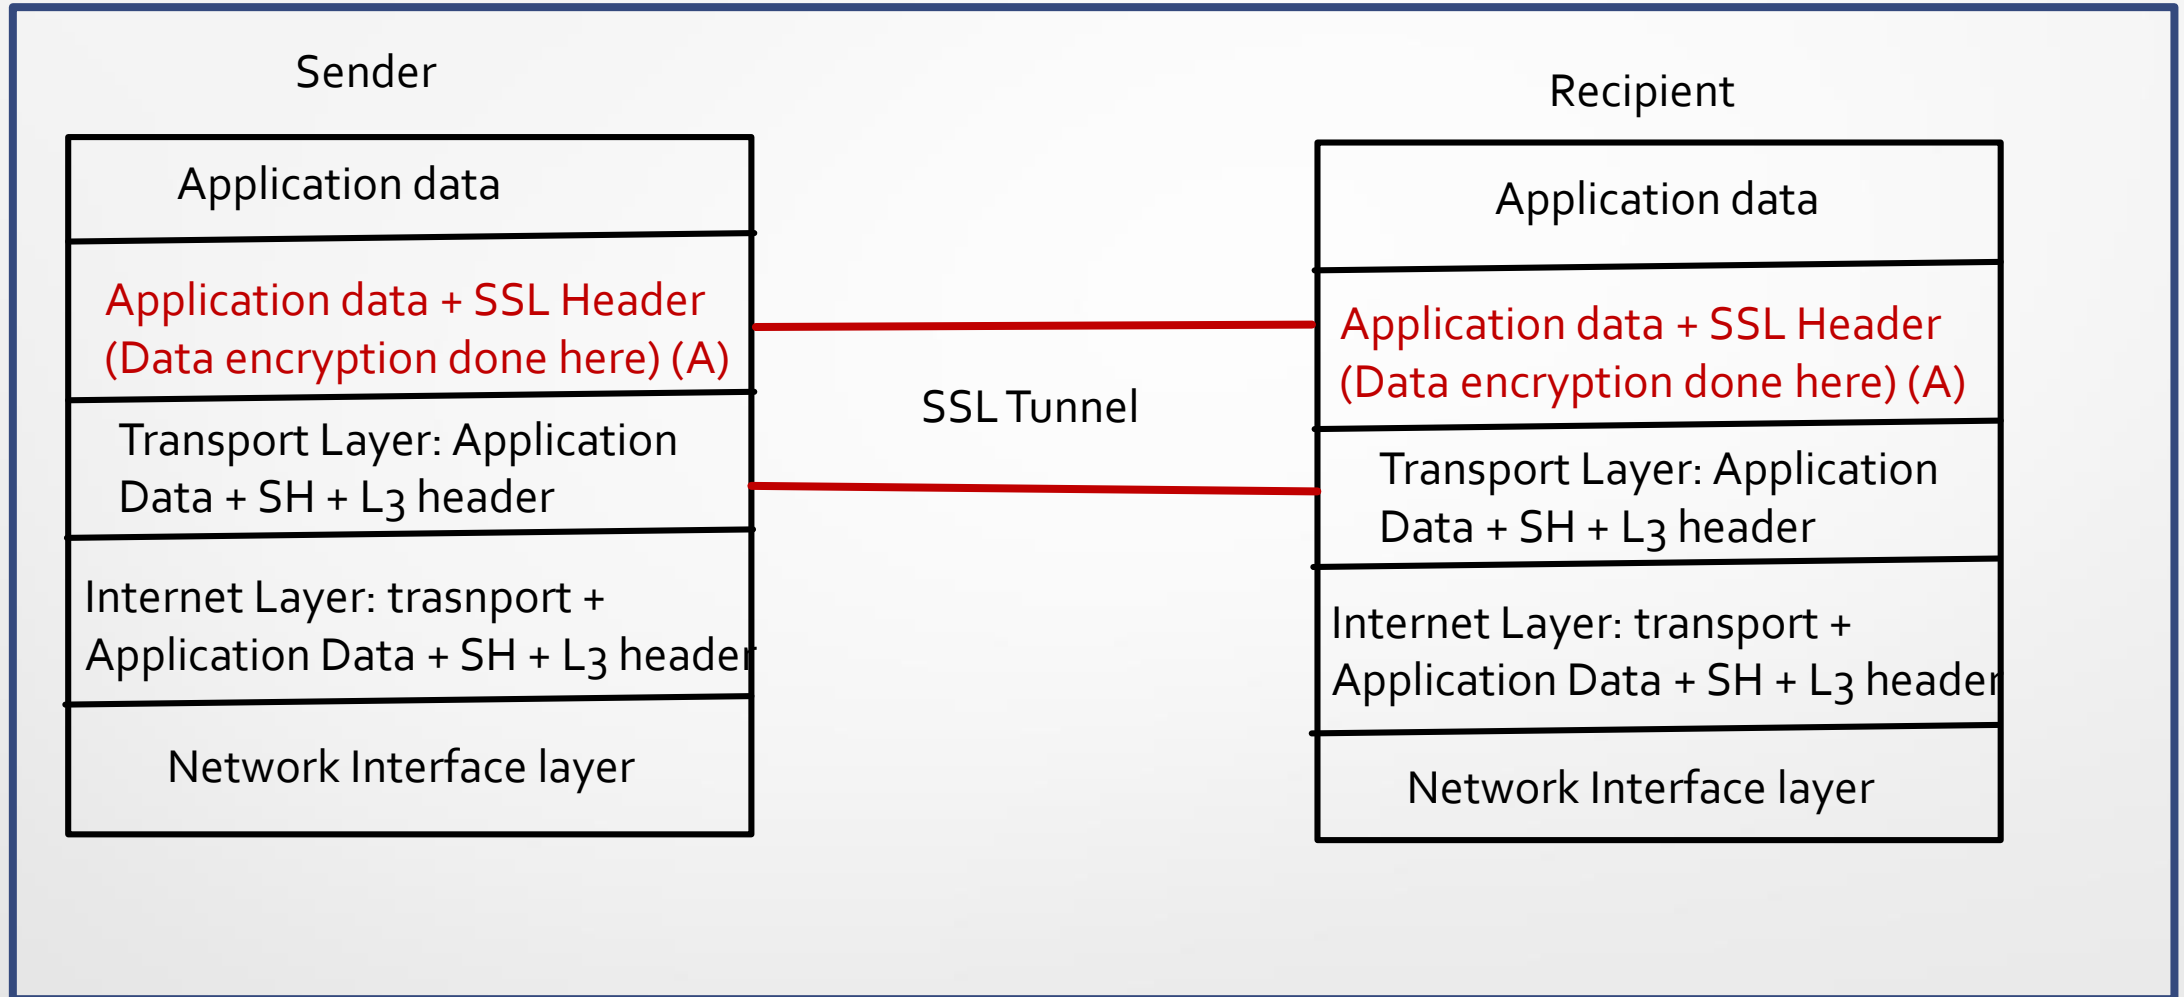 Sender
Application data
Application data + SSL Header
(Data encryption done here) (A)
Transport Layer: Application
Data + SH + L3 header
Internet Layer: trasnport +
Application Data + SH + L3 header
Network Interface layer
SSL Tunnel
Recipient
Application data
Application data + SSL Header
(Data encryption done here) (A)
Transport Layer: Application
Data + SH + L3 header
Internet Layer: transport +
Application Data + SH + L3 header
Network Interface layer